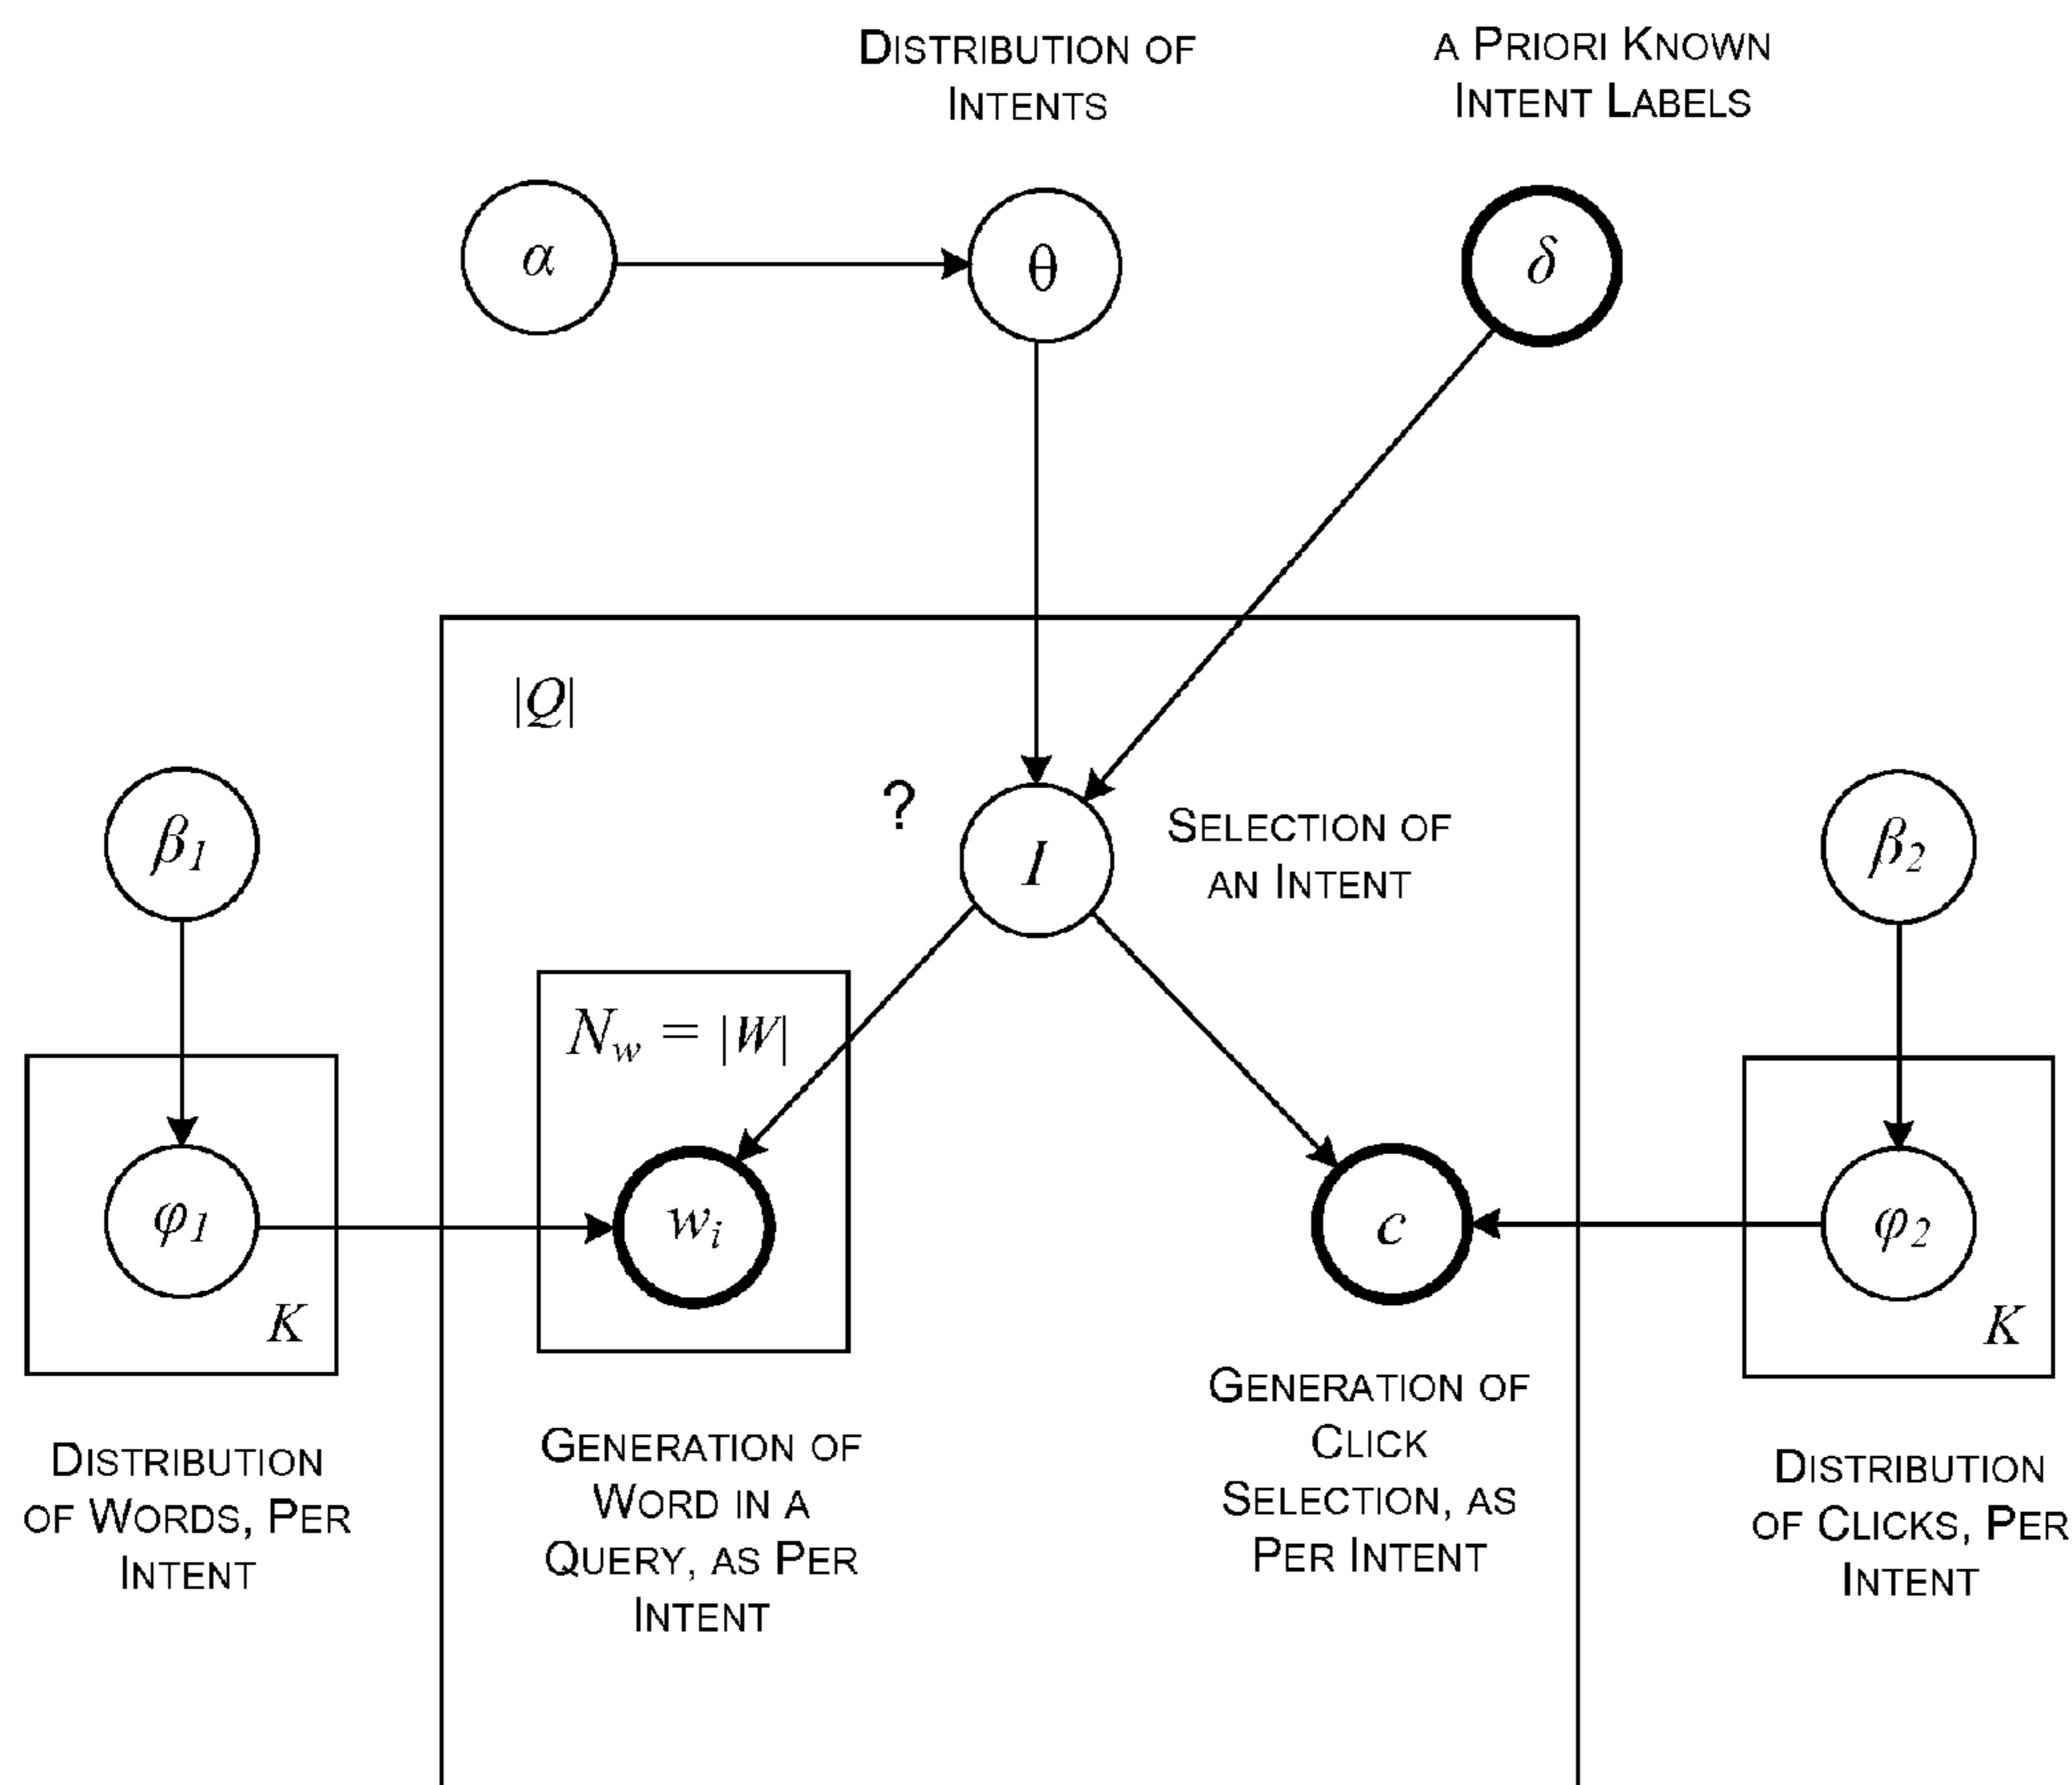 DISTRIBUTION OF
INTENTS
A PRIORI KNOWN
INTENT LABELS
α
θ
δ
|Q|
?
I
SELECTION OF
AN INTENT
β1
β2
Nw = |W|
φ1
K
wi
c
φ2
K
DISTRIBUTION
OF WORDS, PER
INTENT
GENERATION OF
WORD IN A
QUERY, AS PER
INTENT
GENERATION OF
CLICK
SELECTION, AS
PER INTENT
DISTRIBUTION
OF CLICKS, PER
INTENT